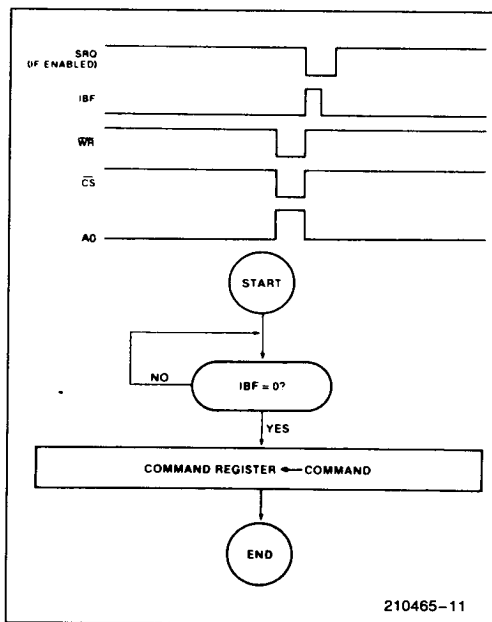 SRQ
(IF ENABLED)
IBF
WR
CS
A0
START
IBF = 0?
NO
YES
COMMAND REGISTER ← COMMAND
END
210465-11